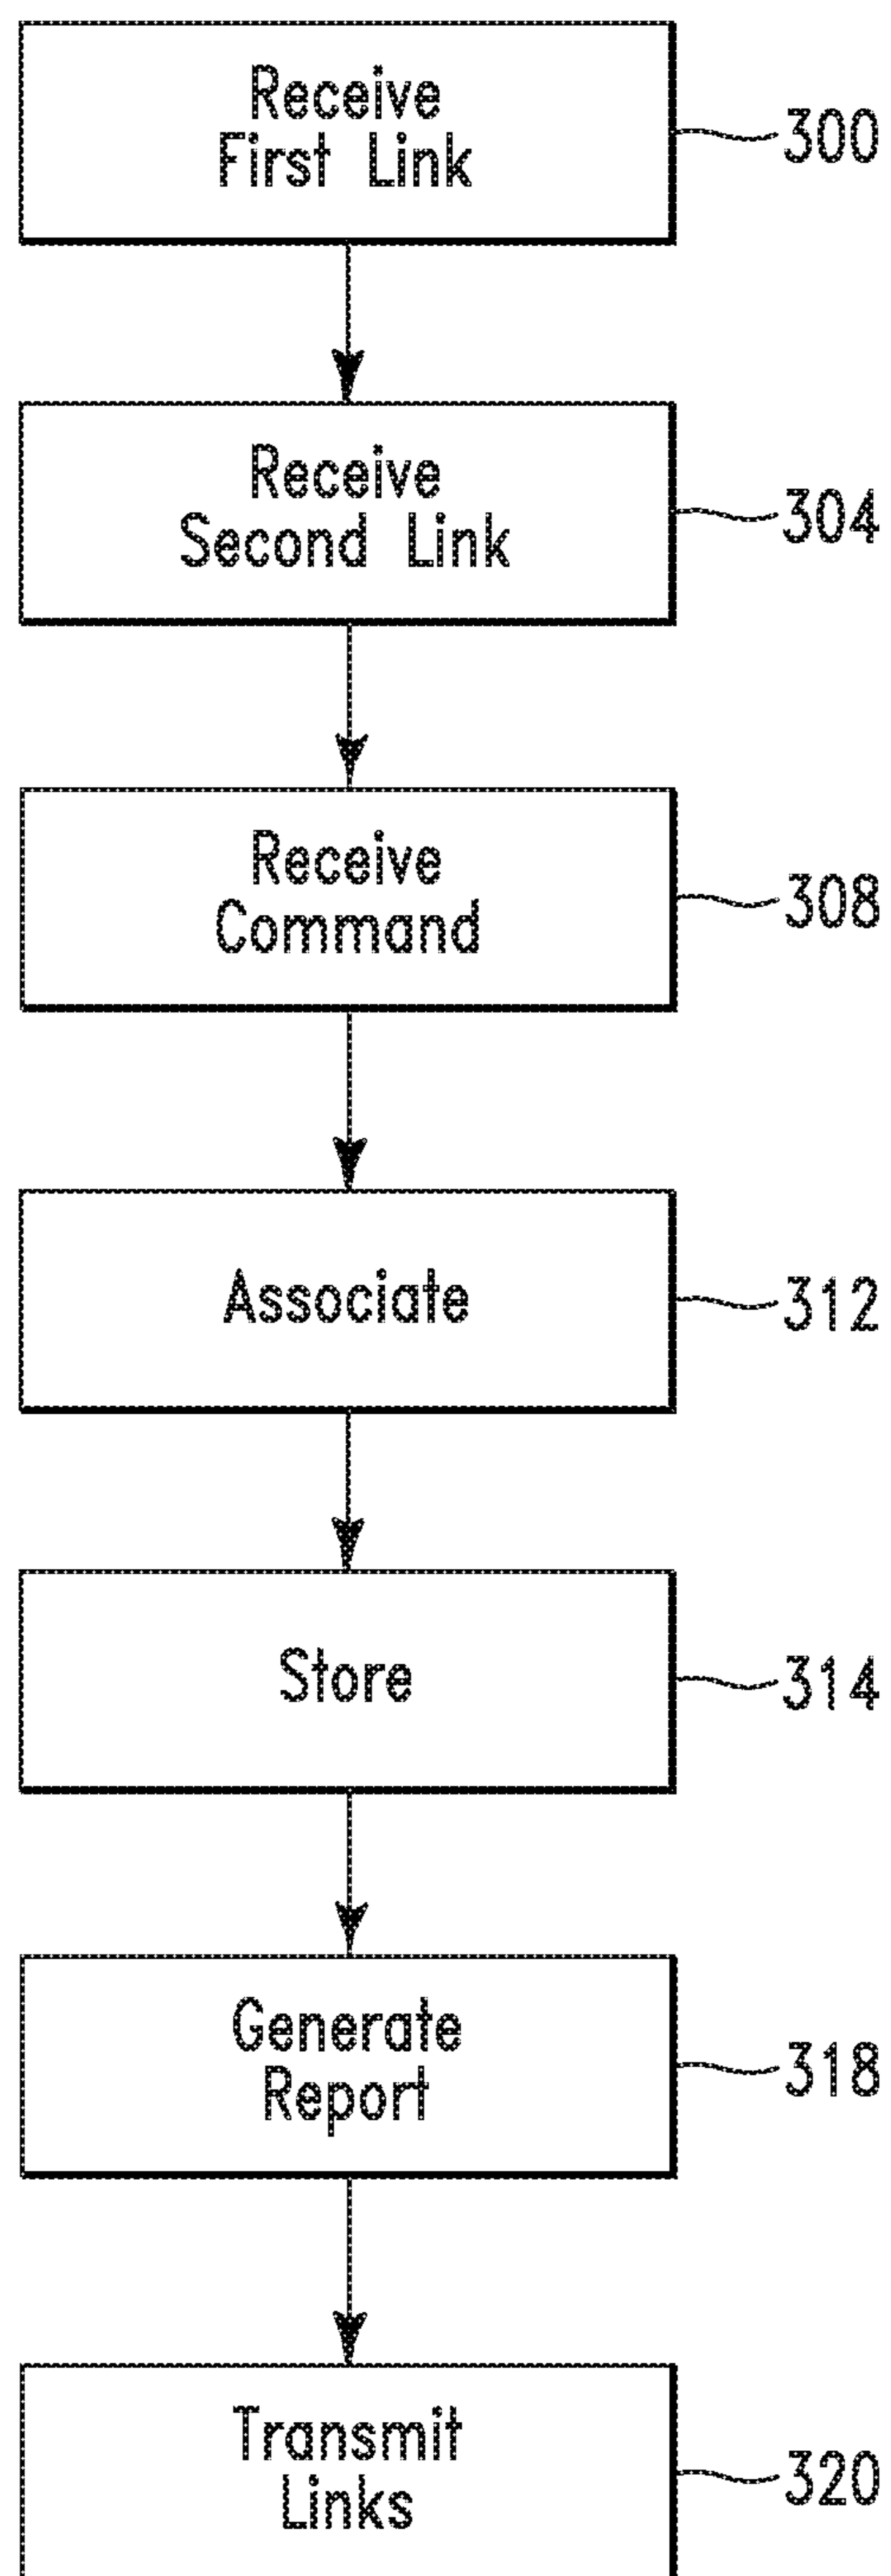 Receive
First Link
300
Receive
Second Link
304
Receive
Command
308
Associate
312
Store
314
Generate
Report
318
Transmit
Links
320